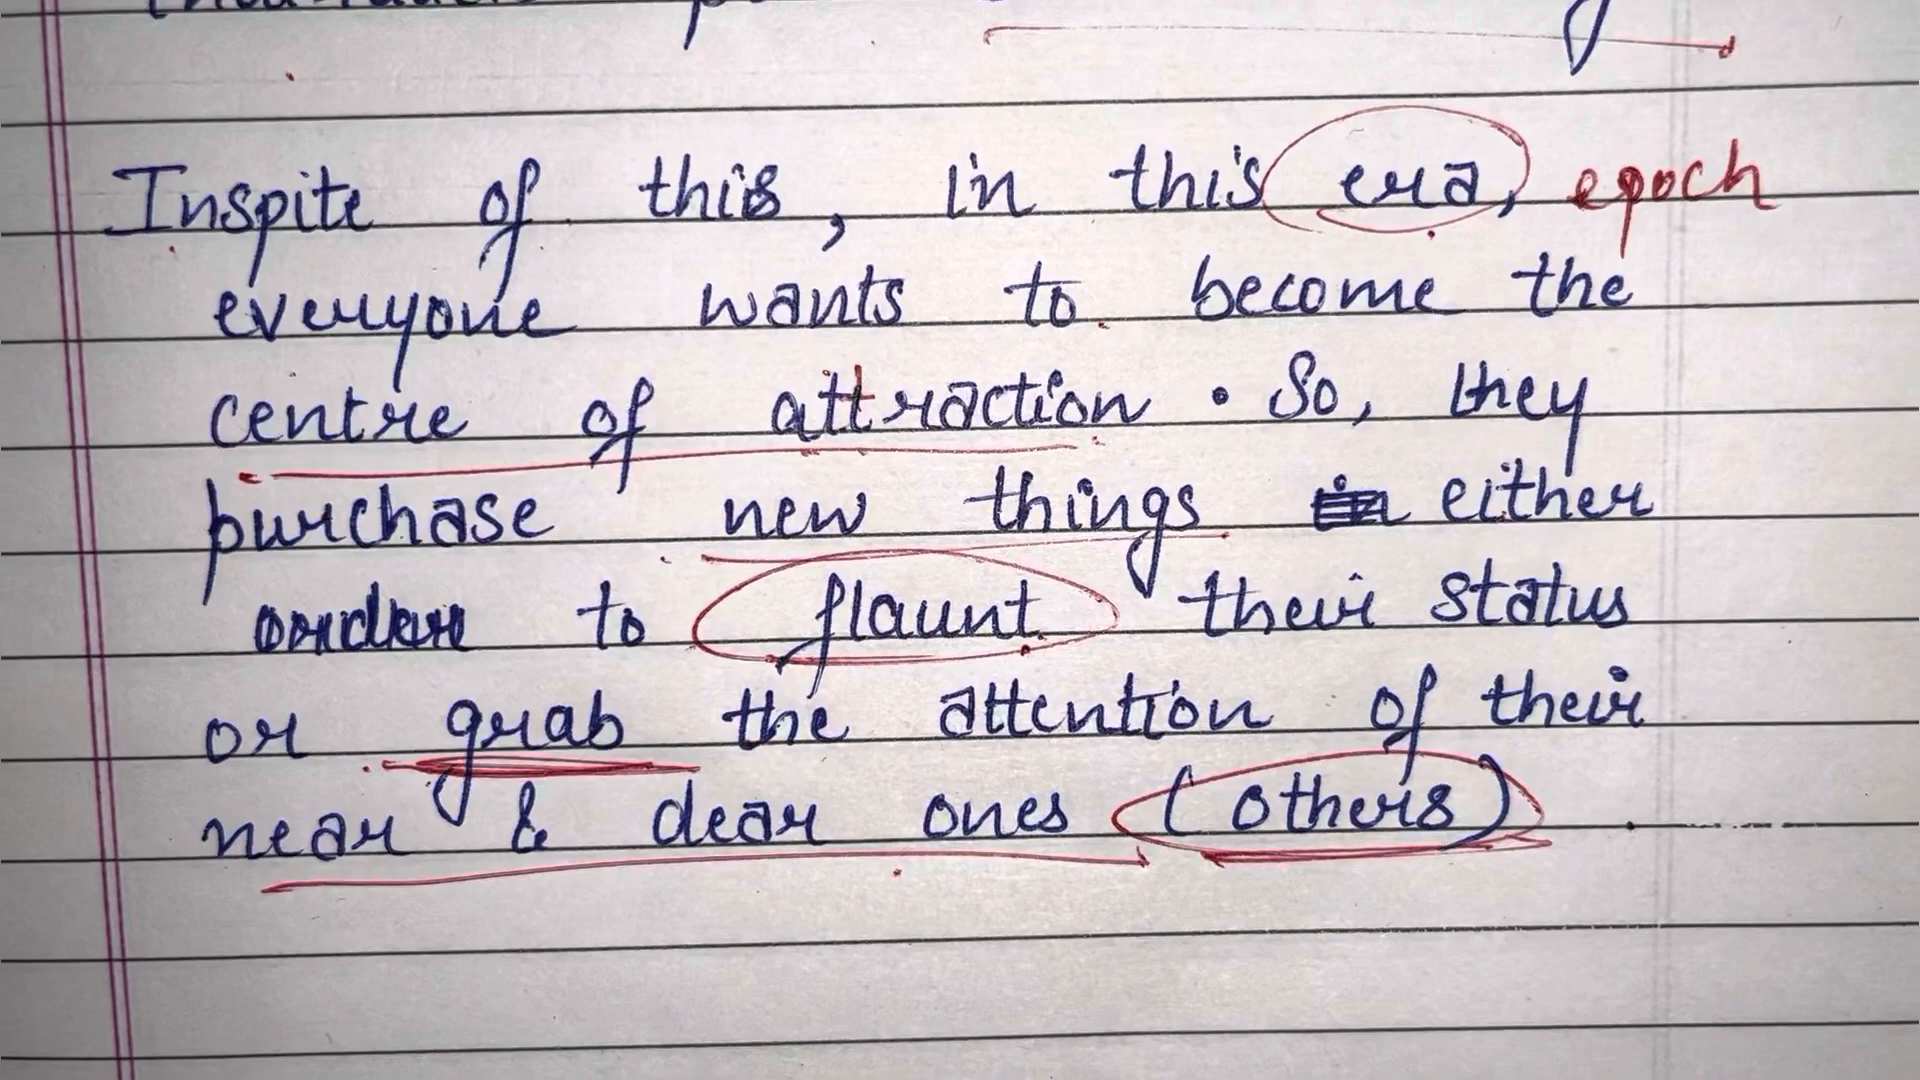 Inspite of this, in this era, epoch
everyone wants to become the
centre of attraction. So, they
purchase new things either
to flaunt their status
or grab the attention of their
near & dear ones (others)